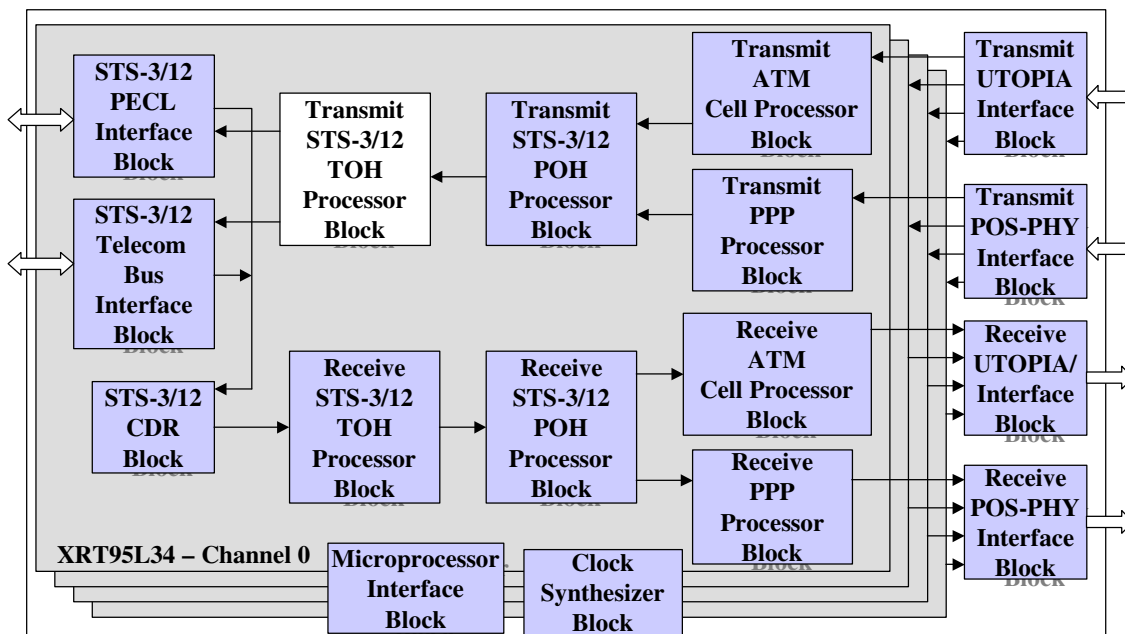 STS-3/12
PECL
Interface
Block
Transmit
STS-3/12
TOH
Processor
Block
Transmit
STS-3/12
POH
Processor
Block
Transmit
ATM
Cell Processor
Block
Transmit
UTOPIA
Interface
Block
STS-3/12
Telecom
Bus
Interface
Block
Transmit
PPP
Processor
Block
Transmit
POS-PHY
Interface
Block
STS-3/12
CDR
Block
Receive
STS-3/12
TOH
Processor
Block
Receive
STS-3/12
POH
Processor
Block
Receive
ATM
Cell Processor
Block
Receive
UTOPIA/
Interface
Block
Receive
PPP
Processor
Block
Receive
POS-PHY
Interface
Block
XRT95L34 – Channel 0
Microprocessor
Interface
Block
Clock
Synthesizer
Block